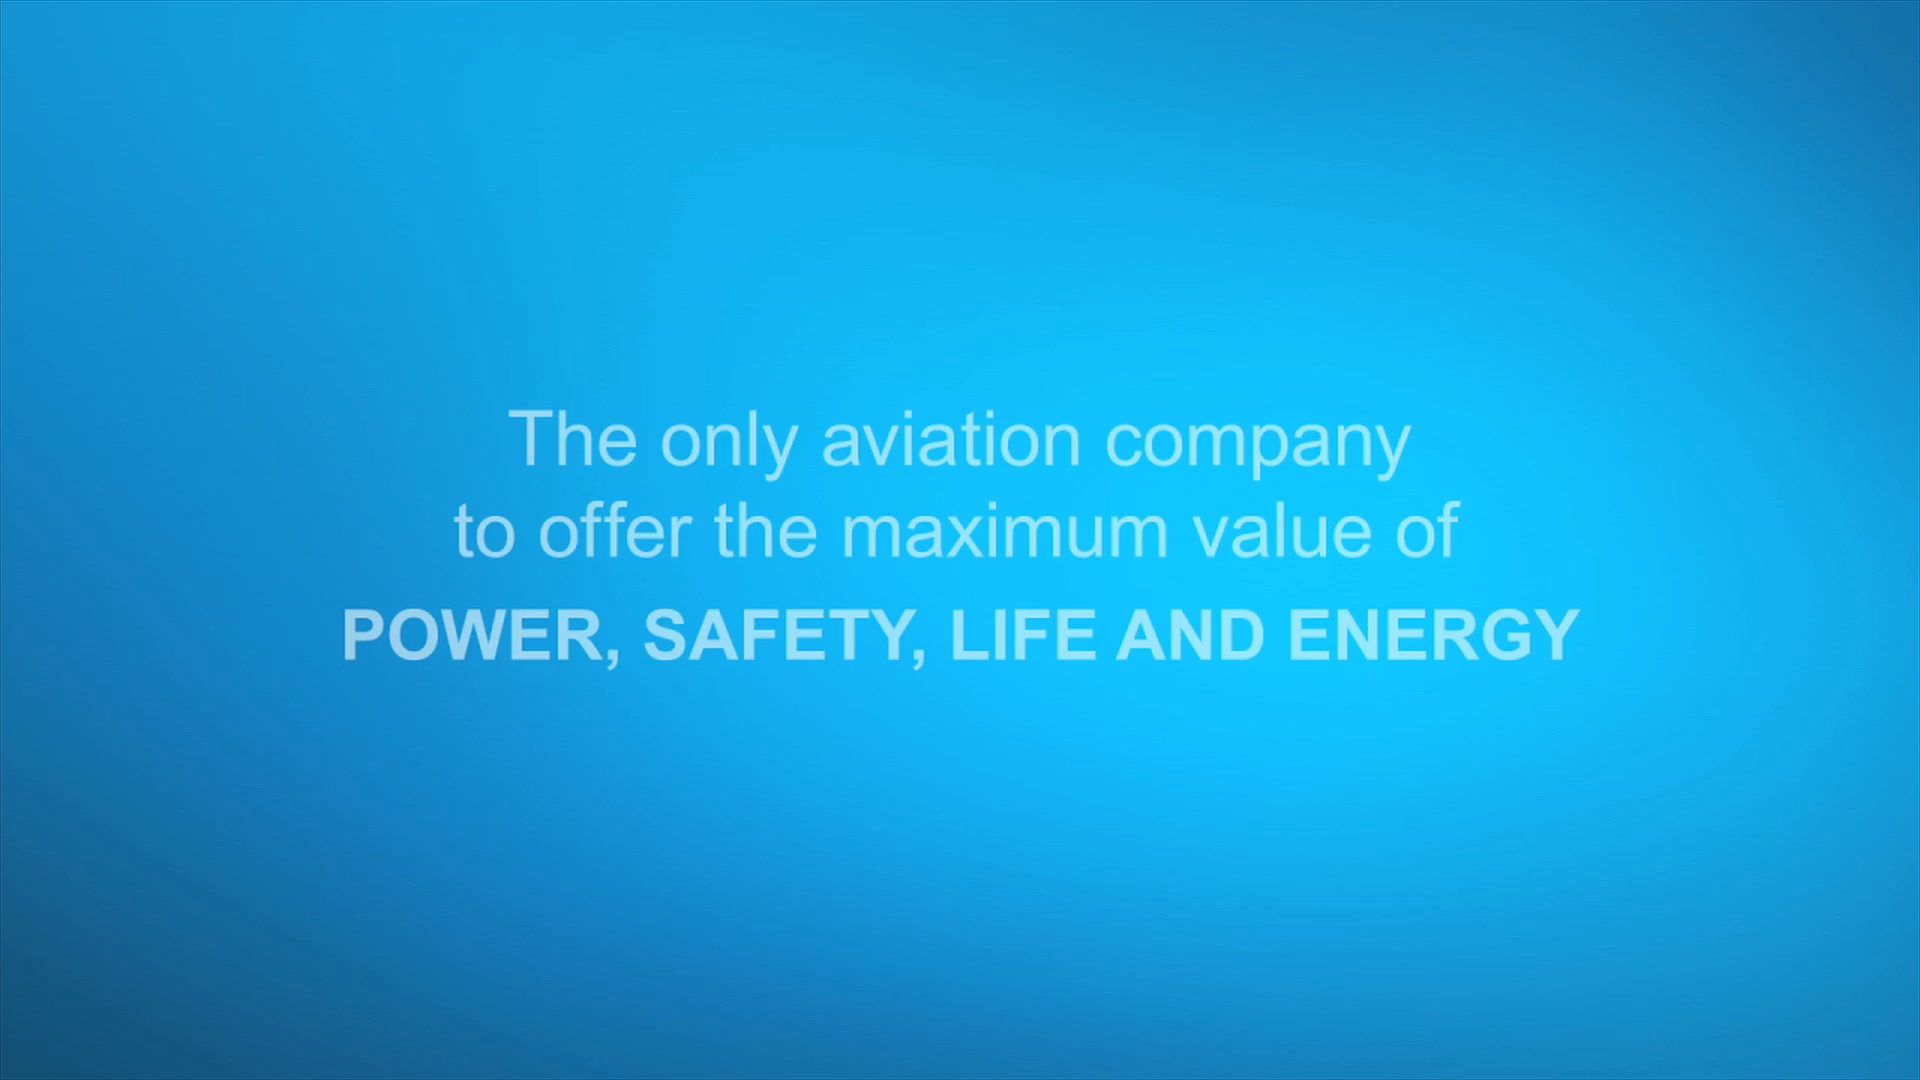 The only aviation company
to offer the maximum value of
POWER, SAFETY, LIFE AND ENERGY